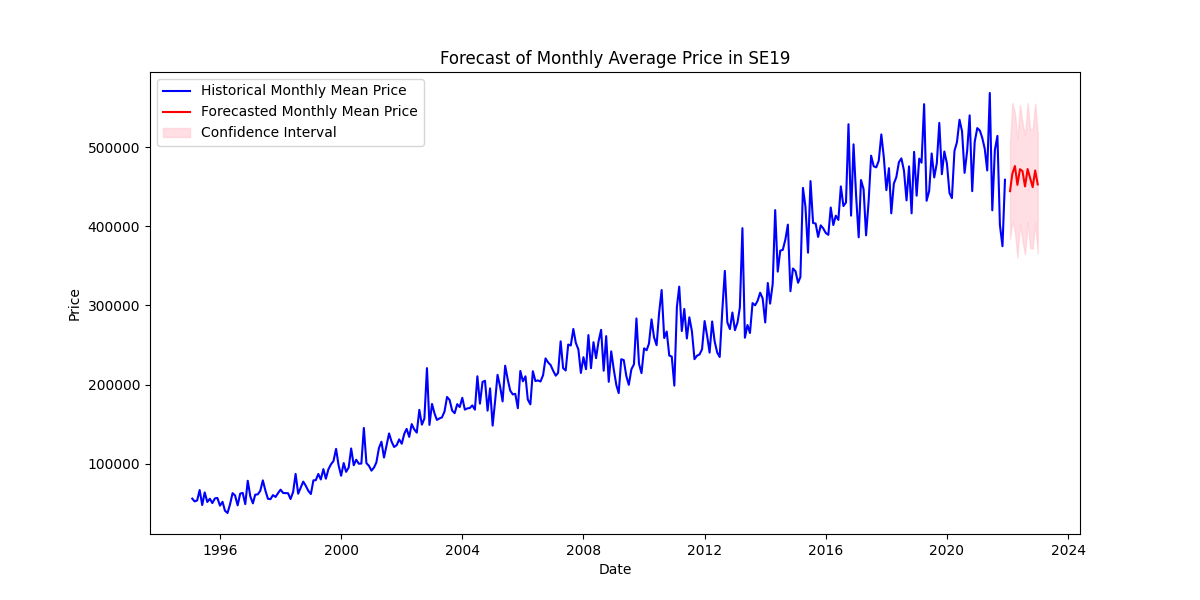 Forecast of Monthly Average Price in SE19
Historical Monthly Mean Price
Forecasted Monthly Mean Price
Confidence Interval
500000
400000
300000
200000
100000
Price
1996 2000 2004 2008 2012 2016 2020 2024
Date